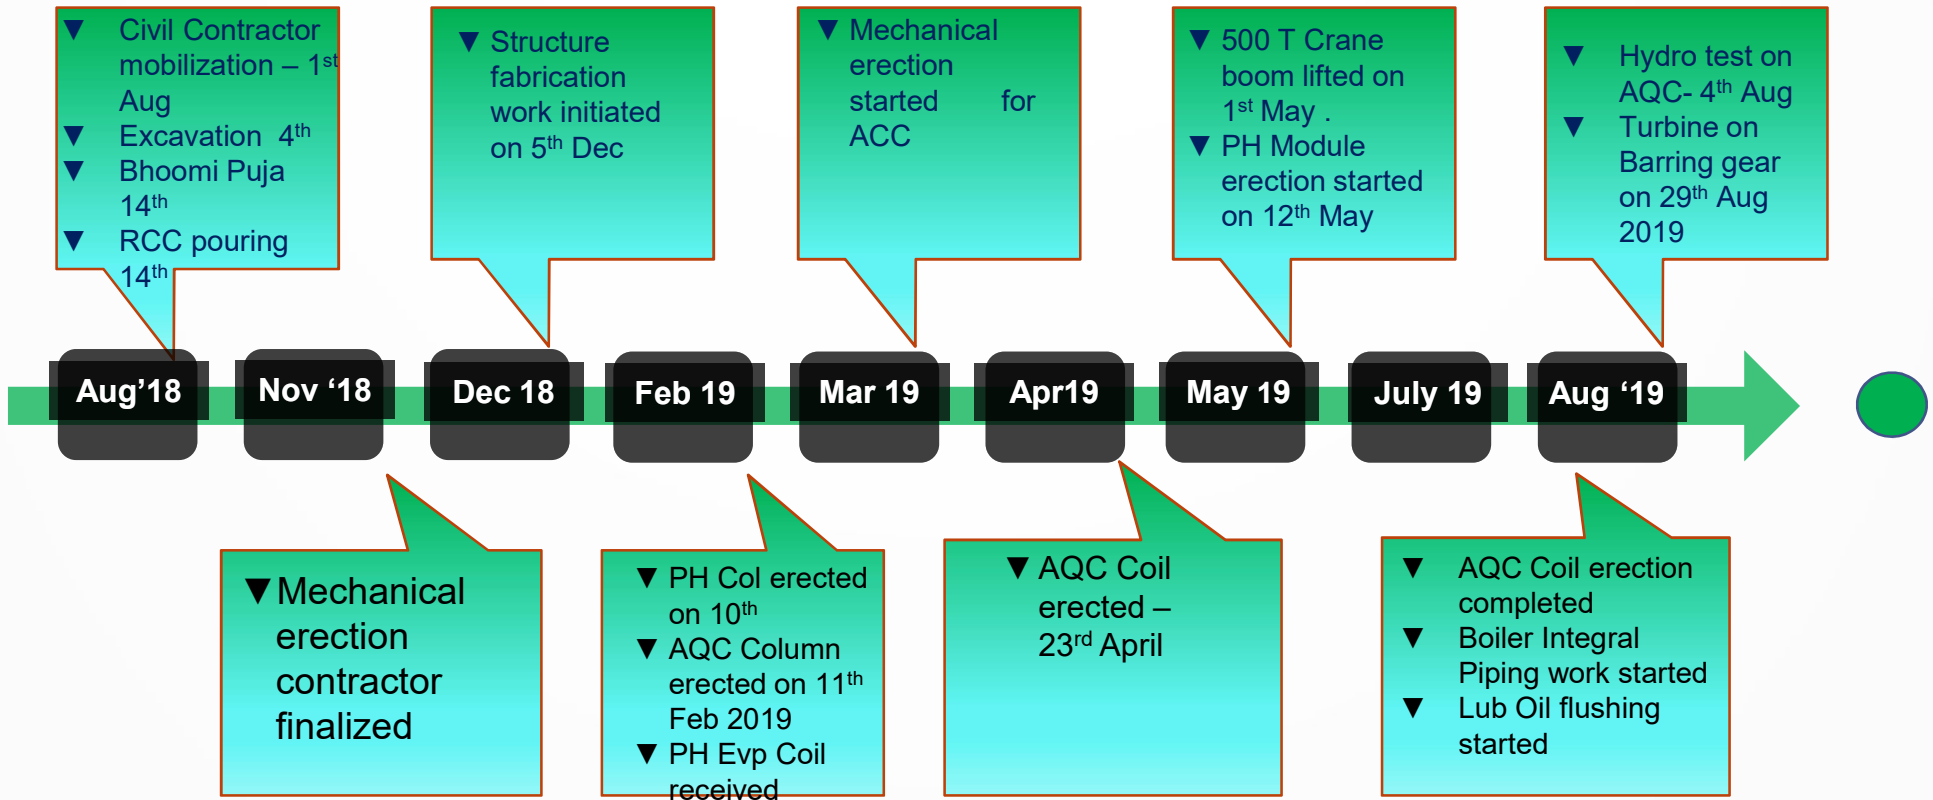 ▼ Civil Contractor
mobilization – 1st
Aug
▼ Excavation 4th
▼ Bhoomi Puja
14th
▼ RCC pouring
14th
▼ Structure
fabrication
work initiated
on 5th Dec
▼ Mechanical
erection
started for
ACC
▼ 500 T Crane
boom lifted on
1st May .
▼ PH Module
erection started
on 12th May
▼ Hydro test on
AQC- 4th Aug
▼ Turbine on
Barring gear
on 29th Aug
2019
Aug’18
Nov ‘18
Dec 18
Feb 19
Mar 19
Apr19
May 19
July 19
Aug ‘19
▼ Mechanical
erection
contractor
finalized
▼ PH Col erected
on 10th
▼ AQC Column
erected on 11th
Feb 2019
▼ PH Evp Coil
received
▼ AQC Coil
erected –
23rd April
▼ AQC Coil erection
completed
▼ Boiler Integral
Piping work started
▼ Lub Oil flushing
started